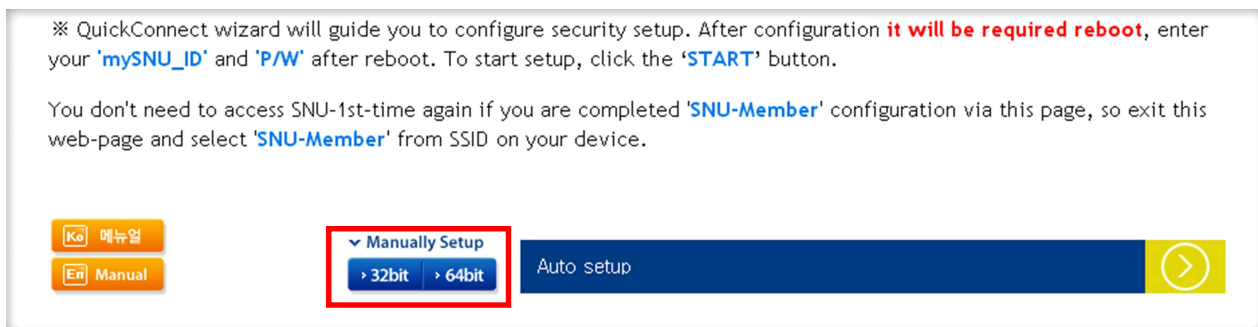 ※ QuickConnect wizard will guide you to configure security setup. After configuration it will be required reboot, enter
your 'mySNU_ID' and 'P/W' after reboot. To start setup, click the ‘START’ button.
You don't need to access SNU-1st-time again if you are completed 'SNU-Member' configuration via this page, so exit this
web-page and select 'SNU-Member' from SSID on your device.
Ko 메뉴얼
En Manual
Manually Setup
32bit 64bit
Auto setup